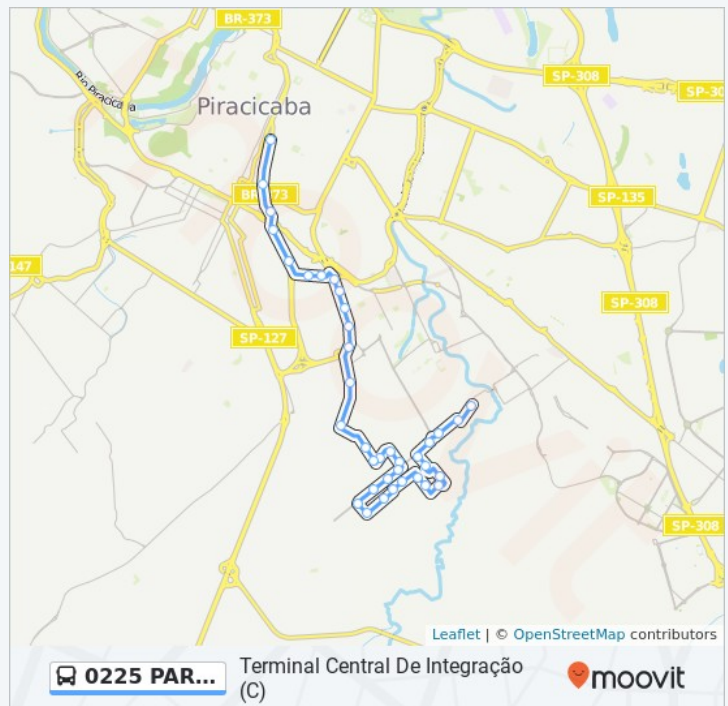 BR-373
Rio Piracicaba
SP-308
SP-30
Piracicaba
BR-373
SP-135
147
SP-308
SP-127
SP-308
Leaflet | © OpenStreetMap contributors
0225 PAR...
Terminal Central De Integração
(C)
moovit